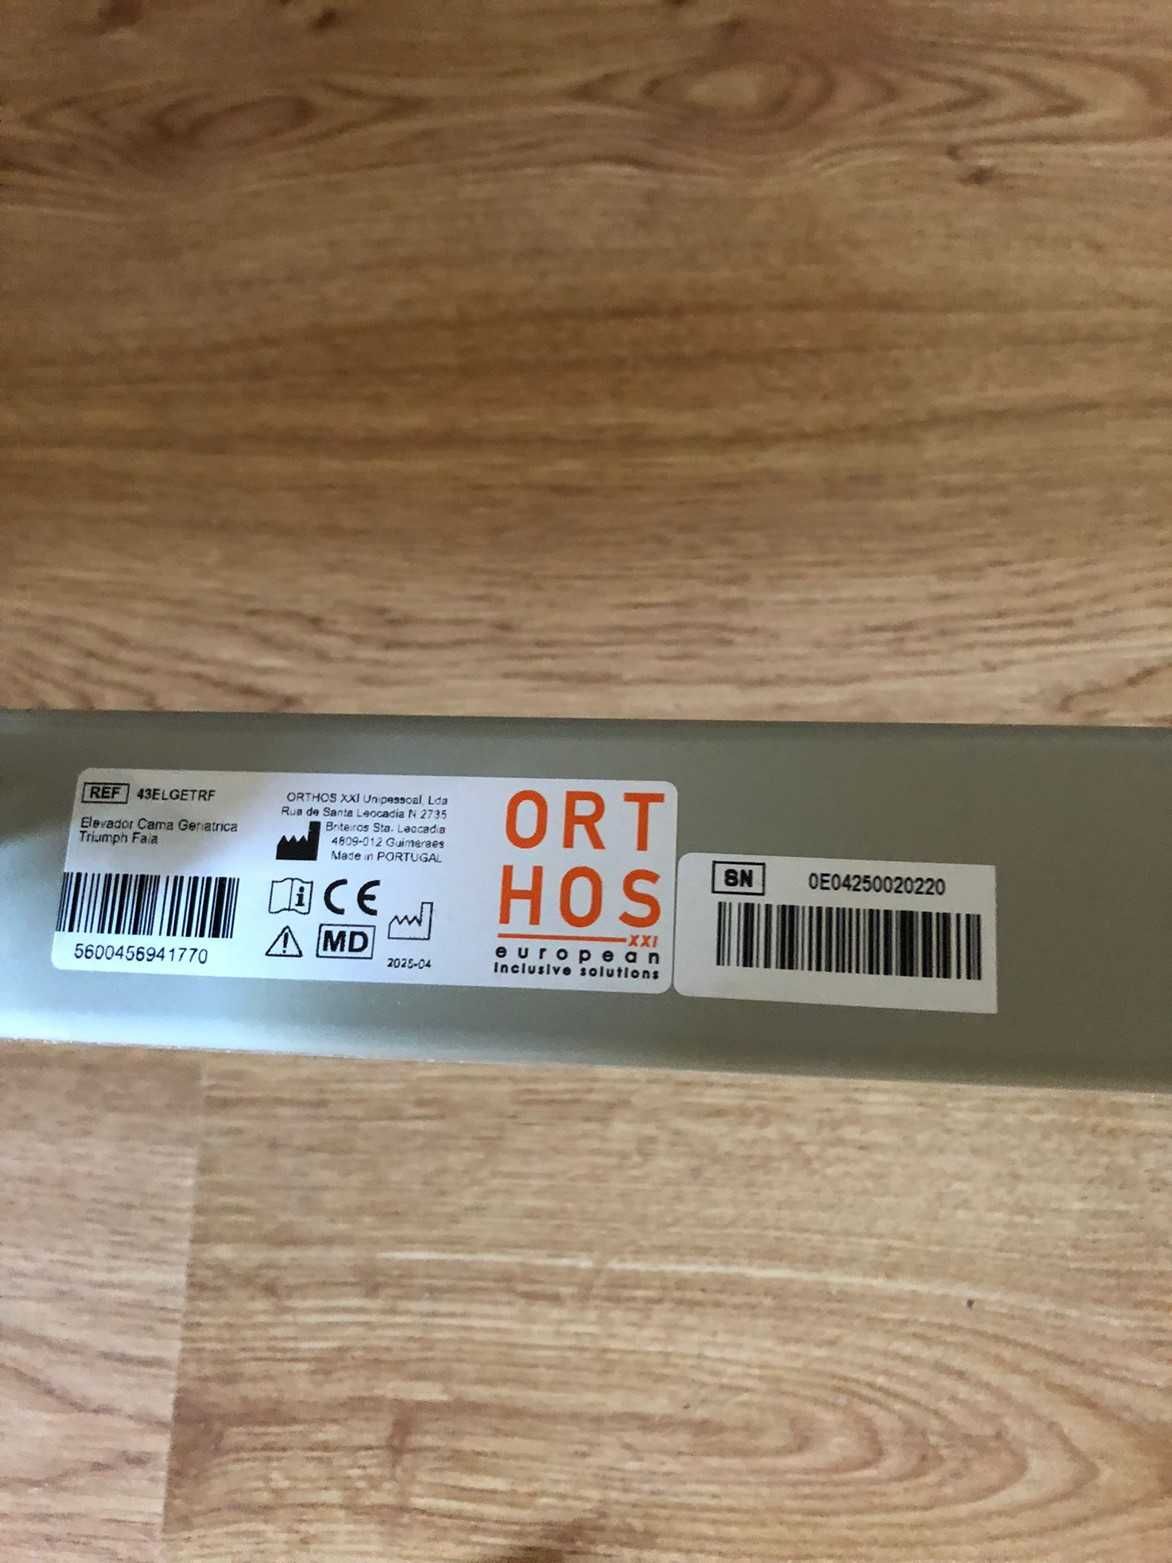 REF 43ELGETRF
Elevador Cama Geriatrica
Triumph Faia
5600456941770
ORTHOS XXI Unipessoal, Lda
Rua de Santa Leocadia N 2735
Briteiros Sta. Leocadia
4809-012 Guimaraes
Made in PORTUGAL
CE
MD
2025-04
ORT
HOS
XXI
european
inclusive solutions
SN 0E04250020220